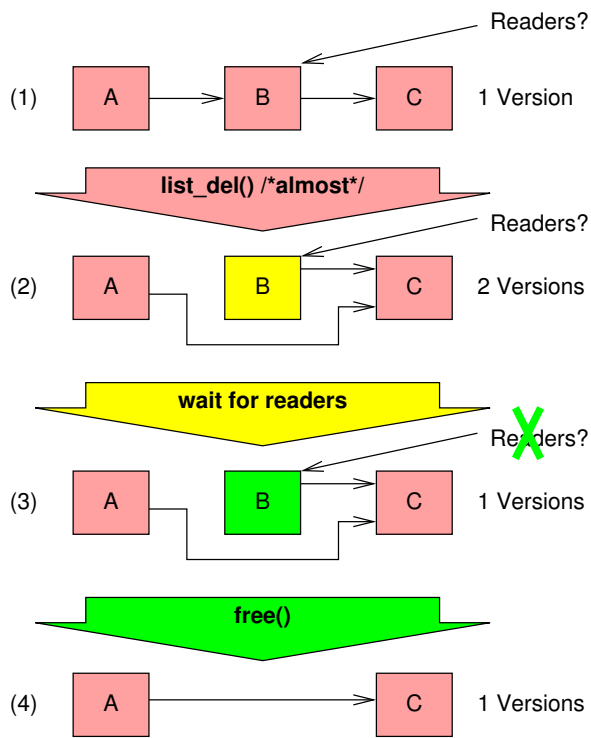 Readers?
(1) A B C 1 Version
list_del() /*almost*/
Readers?
(2) A B C 2 Versions
wait for readers
Readers?
(3) A B C 1 Versions
free()
(4) A C 1 Versions